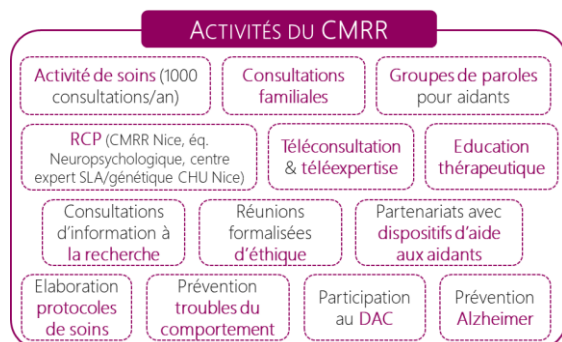 ACTIVITÉS DU CMRR
Activité de soins (1000
consultations/an)
Consultations
familiales
Groupes de paroles
pour aidants
RCP (CMRR Nice, éq.
Neuropsychologique, centre
expert SLA/génétique CHU Nice)
Téléconsultation
& téléexpertise
Education
thérapeutique
Consultations
d'information à
la recherche
Réunions
formalisées
d'éthique
Partenariats avec
dispositifs d'aide
aux aidants
Elaboration
protocoles
de soins
Prévention
troubles du
comportement
Participation
au DAC
Prévention
Alzheimer